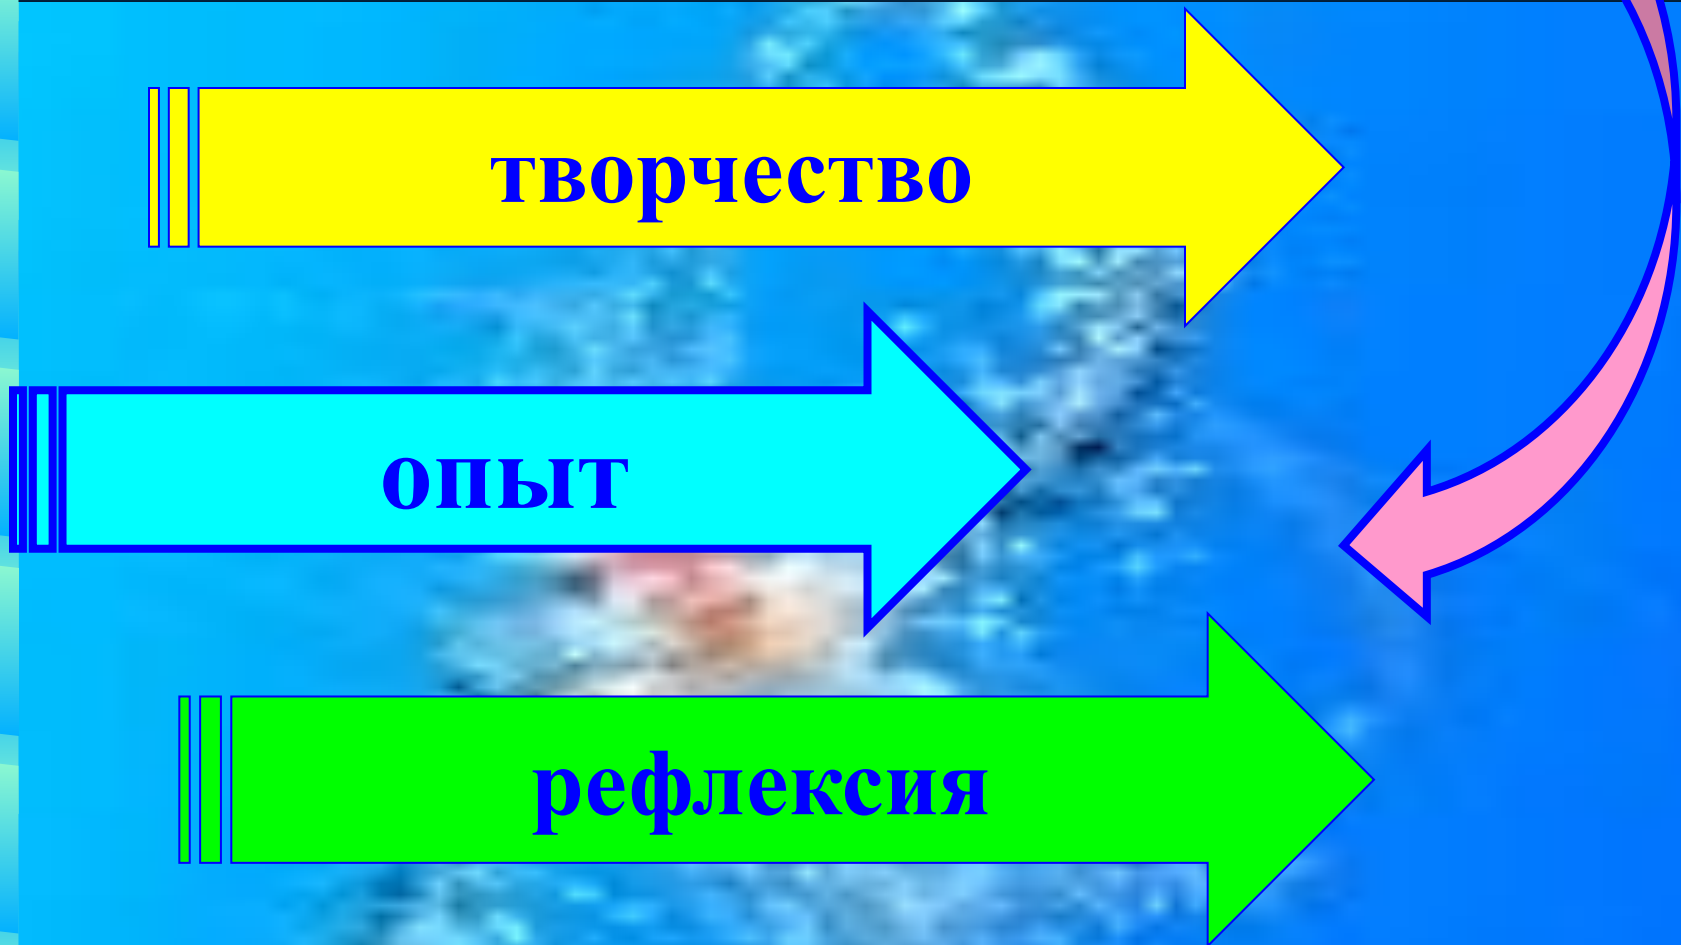 творчество
опыт
рефлексия